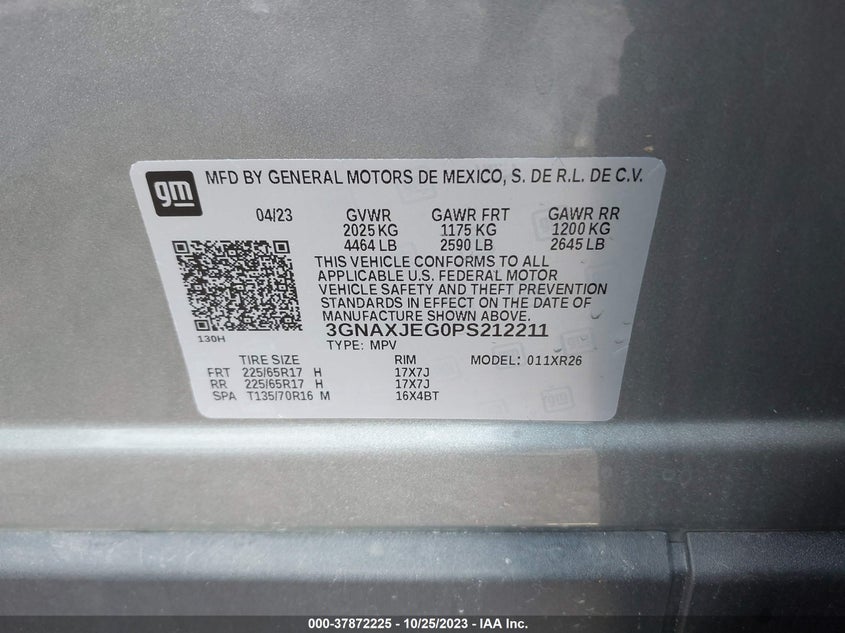 gm MFD BY GENERAL MOTORS DE MEXICO, S. DE R.L. DE C.V.
04/23 GVWR GAWR FRT GAWR RR
2025 KG 1175 KG 1200 KG
4464 LB 2590 LB 2645 LB
THIS VEHICLE CONFORMS TO ALL
APPLICABLE U.S. FEDERAL MOTOR
VEHICLE SAFETY AND THEFT PREVENTION
STANDARDS IN EFFECT ON THE DATE OF
MANUFACTURE SHOWN ABOVE.
130H
3GNAXJEG0PS212211
TYPE: MPV
TIRE SIZE RIM MODEL: 011XR26
FRT 225/65R17 H 17X7J
RR 225/65R17 H 17X7J
SPA T135/70R16 M 16X4BT
gm
000-37872225 - 10/25/2023 - IAA Inc.